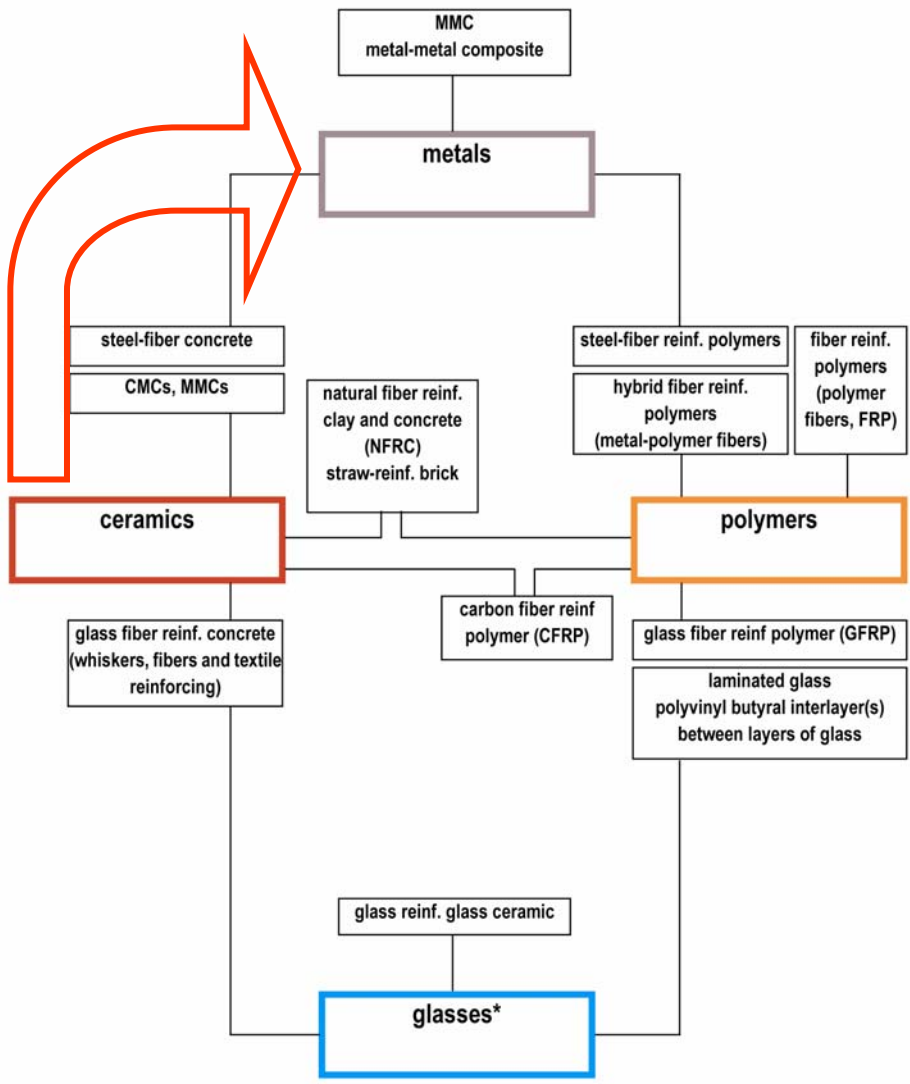 MMC
metal-metal composite
metals
steel-fiber concrete
CMCs, MMCs
natural fiber reinf.
clay and concrete
(NFRC)
straw-reinf. brick
steel-fiber reinf. polymers
hybrid fiber reinf.
polymers
(metal-polymer fibers)
fiber reinf.
polymers
(polymer
fibers, FRP)
ceramics
polymers
carbon fiber reinf
polymer (CFRP)
glass fiber reinf. concrete
(whiskers, fibers and textile
reinforcing)
glass fiber reinf polymer (GFRP)
laminated glass
polyvinyl butyral interlayer(s)
between layers of glass
glass reinf. glass ceramic
glasses*